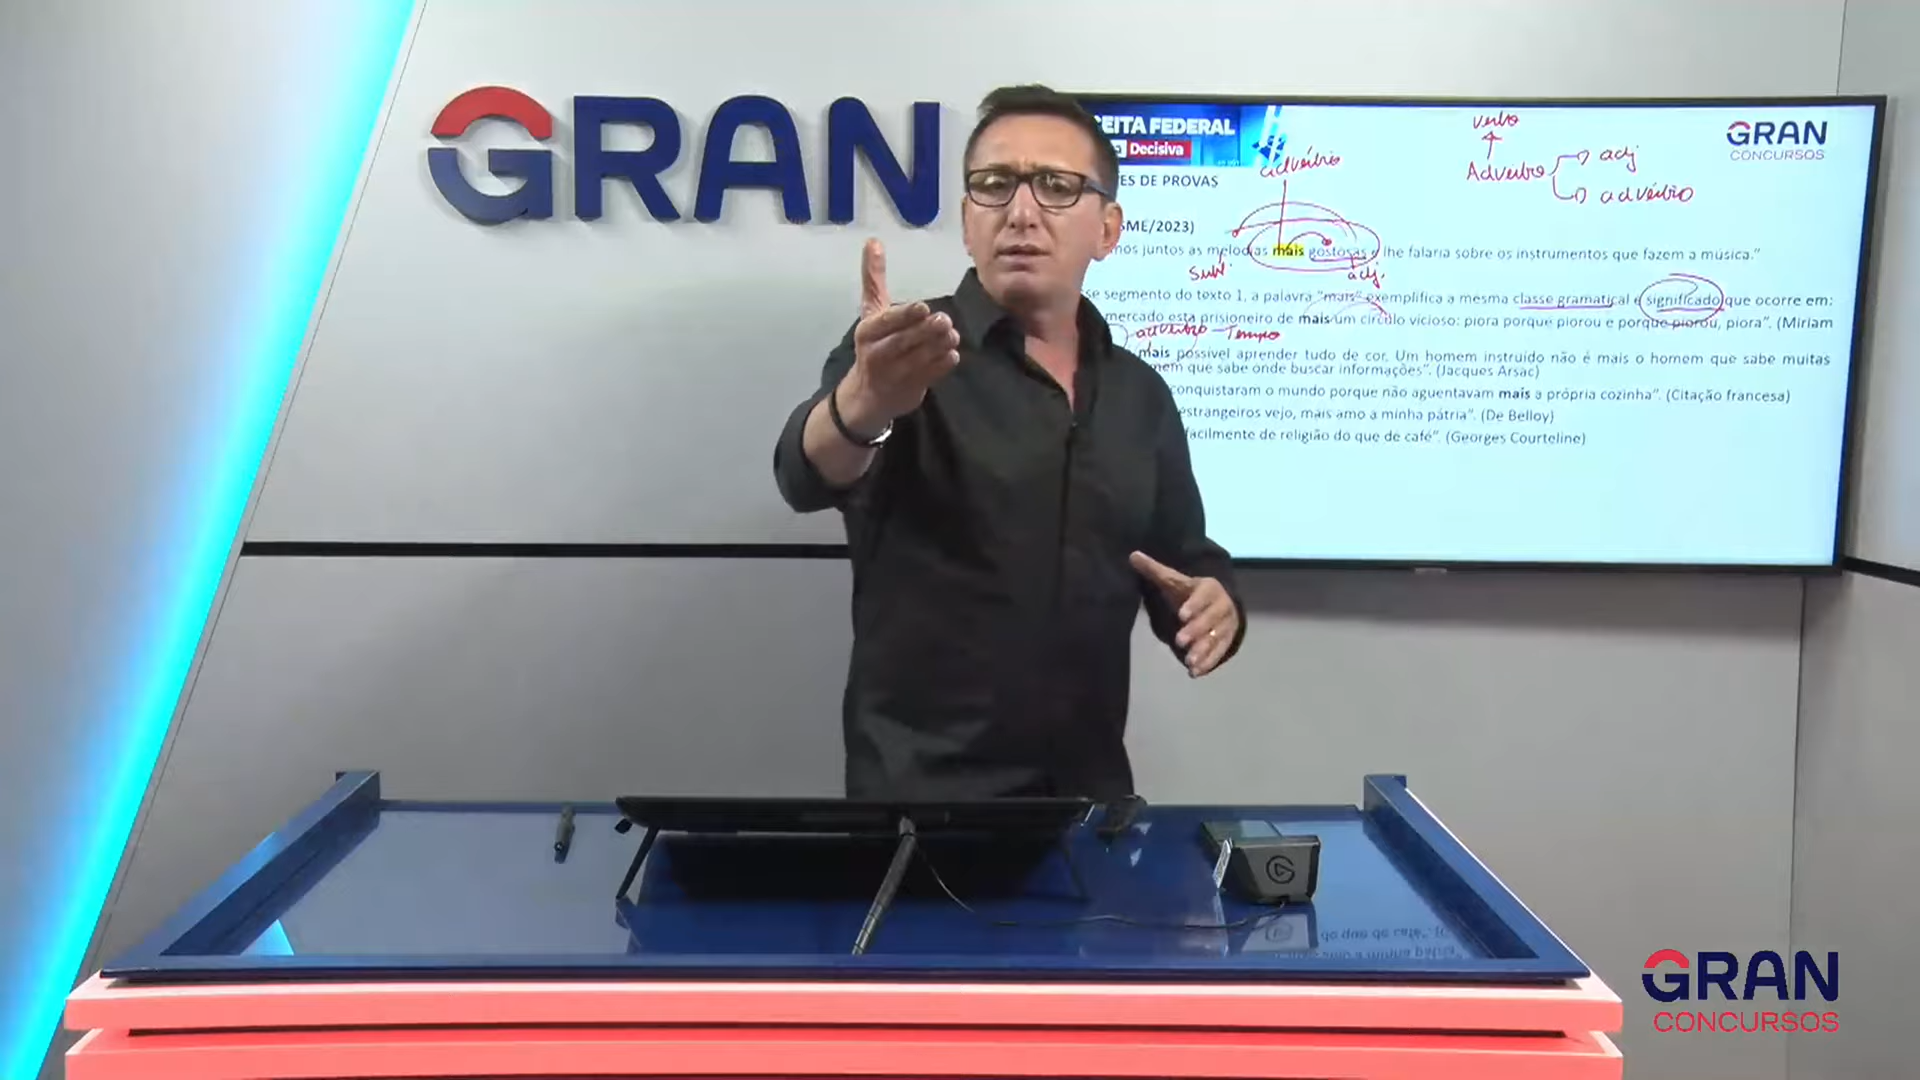 GRAN
CEITA FEDERAL
Decisiva
GRAN
CONCURSOS
verbo
Advérbio adj
advérbio
advérbio
ES DE PROVAS
SME/2023)
mos juntos as melodias mais gostosas e lhe falaria sobre os instrumentos que fazem a música.”
Subst. adj.
se segmento do texto 1, a palavra “mais” exemplifica a mesma classe gramatical e significado que ocorre em:
mercado está prisioneiro de mais um círculo vicioso: piora porque piorou e porque piorou, piora”. (Miriam
advérbio - Tempo
mais possível aprender tudo de cor. Um homem instruído não é mais o homem que sabe muitas
mem que sabe onde buscar informações”. (Jacques Arsac)
conquistaram o mundo porque não aguentavam mais a própria cozinha”. (Citação francesa)
estrangeiros vejo, mais amo a minha pátria”. (De Belloy)
facilmente de religião do que de café”. (Georges Courteline)
GRAN
CONCURSOS